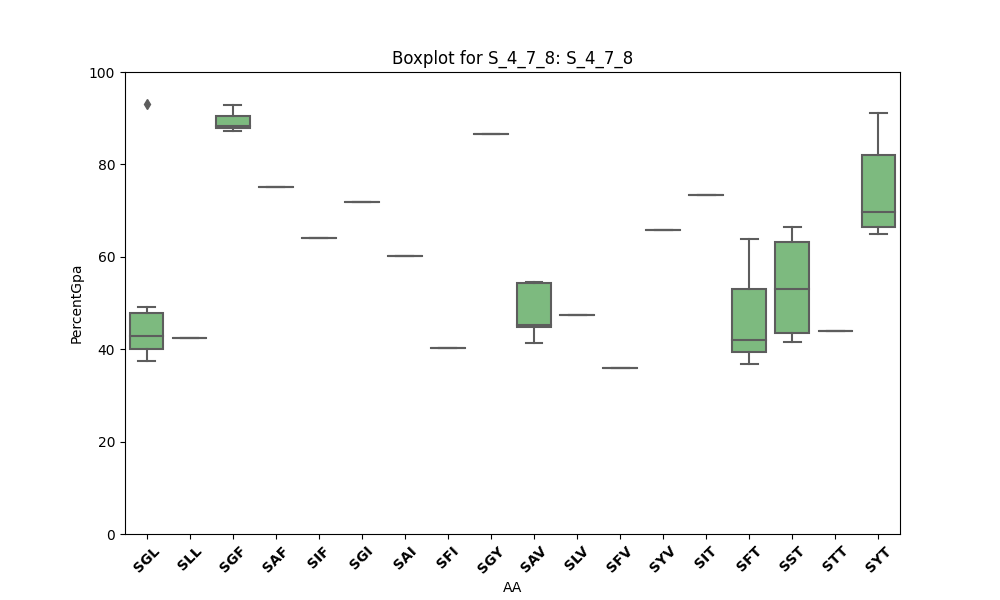 Boxplot for S_4_7_8: S_4_7_8
PercentGpa
100
80
60
40
20
0
SGL SLL SGF SAF SIF SGI SAI SFI SGY SAV SLV SFV SYV SIT SFT SST STT SYT
AA